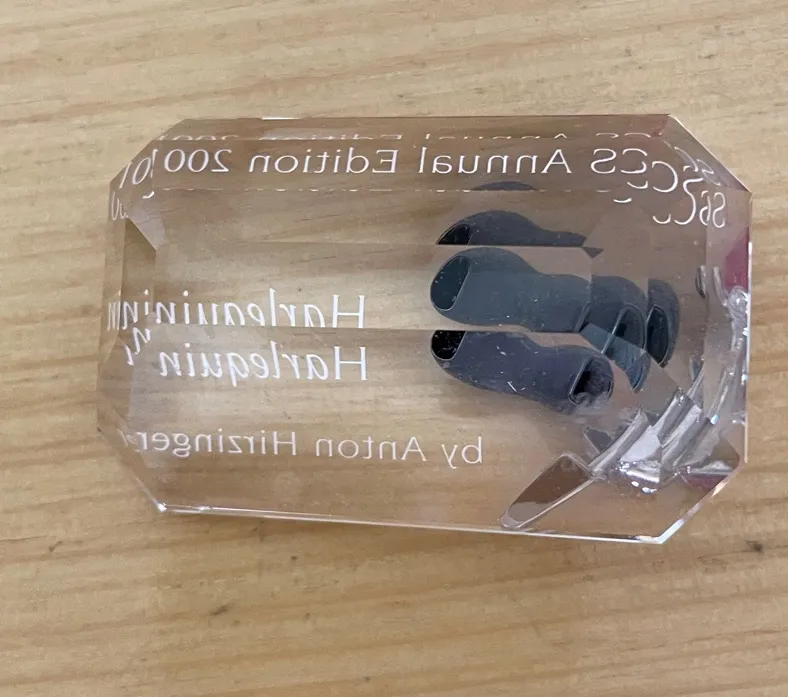 SCS Annual Edition 2001
Harlequin
by Anton Hirzinger